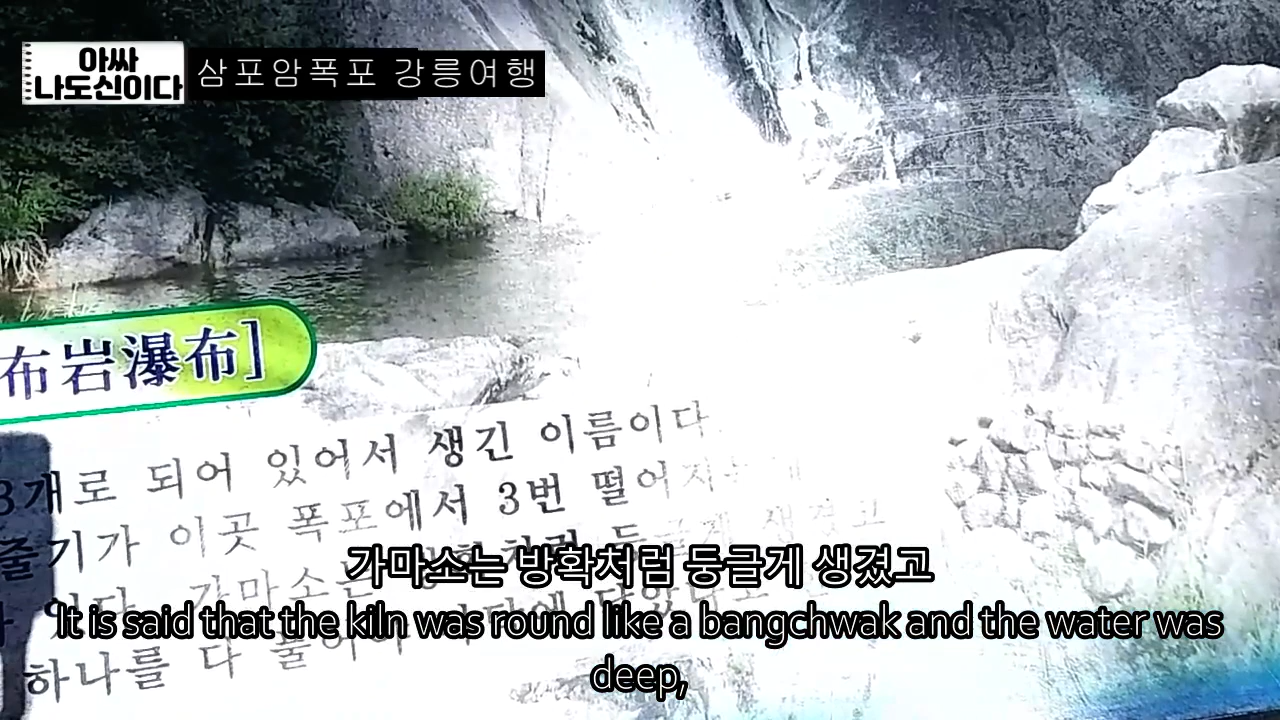 아싸
나도신이다
삼포암폭포 강릉여행
布岩瀑布]
3개로 되어 있어서 생긴 이름이다
줄기가 이곳 폭포에서 3번 떨어지
가마소는
하나를 다
가마소는 방확처럼 둥글게 생겼고
It is said that the kiln was round like a bangchwak and the water was
deep,